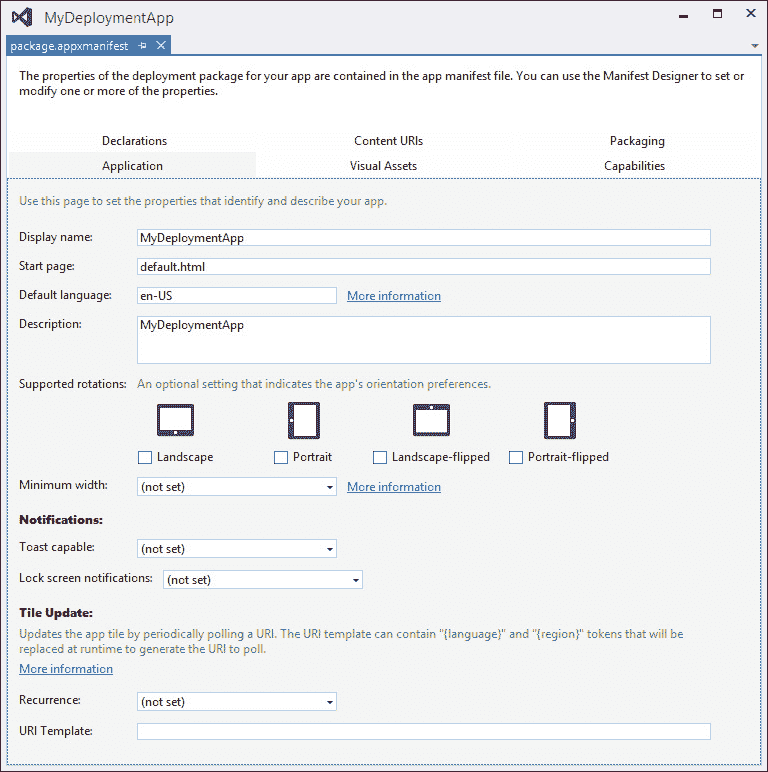 MyDeploymentApp
package.appxmanifest
The properties of the deployment package for your app are contained in the app manifest file. You can use the Manifest Designer to set or
modify one or more of the properties.
Declarations Content URIs Packaging
Application Visual Assets Capabilities
Use this page to set the properties that identify and describe your app.
Display name: MyDeploymentApp
Start page: default.html
Default language: en-US More information
Description: MyDeploymentApp
Supported rotations: An optional setting that indicates the app's orientation preferences.
Landscape Portrait Landscape-flipped Portrait-flipped
Minimum width: (not set) More information
Notifications:
Toast capable: (not set)
Lock screen notifications: (not set)
Tile Update:
Updates the app tile by periodically polling a URI. The URI template can contain "{language}" and "{region}" tokens that will be
replaced at runtime to generate the URI to poll.
More information
Recurrence: (not set)
URI Template: